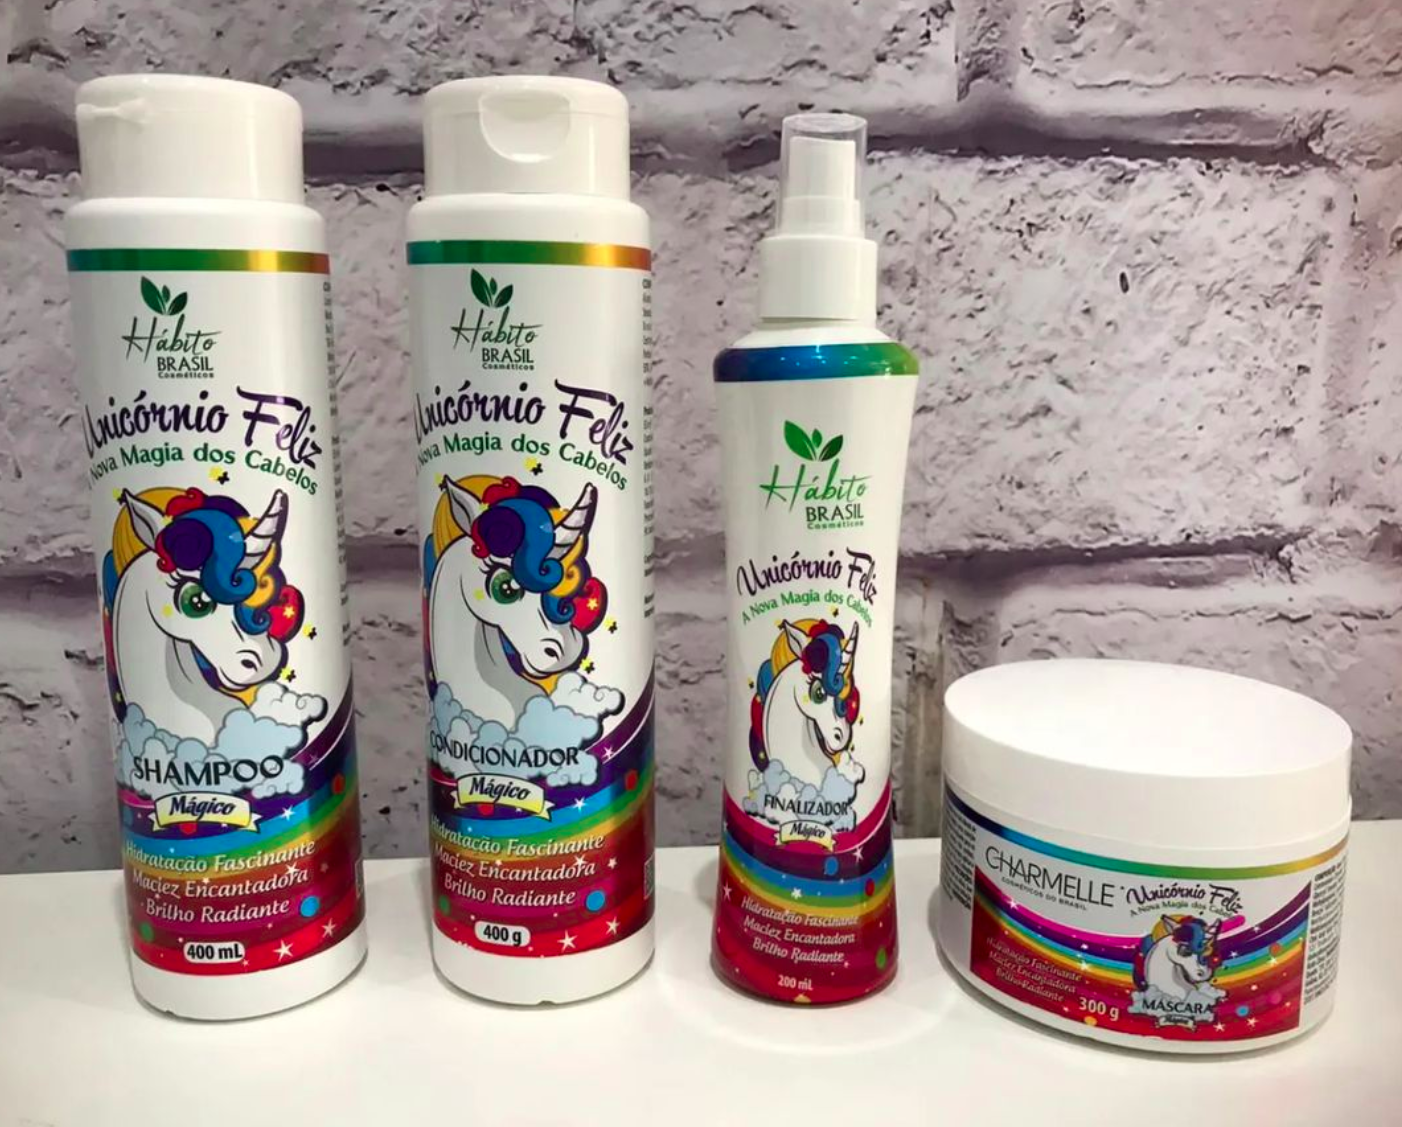 Hábito
BRASIL
Cosméticos
Unicórnio Feliz
A Nova Magia dos Cabelos
SHAMPOO
Mágico
Hidratação Fascinante
Maciez Encantadora
Brilho Radiante
400 mL
Hábito
BRASIL
Cosméticos
Unicórnio Feliz
A Nova Magia dos Cabelos
CONDICIONADOR
Mágico
Hidratação Fascinante
Maciez Encantadora
Brilho Radiante
400 g
Hábito
BRASIL
Cosméticos
Unicórnio Feliz
A Nova Magia dos Cabelos
FINALIZADOR
Mágico
Hidratação Fascinante
Maciez Encantadora
Brilho Radiante
200 mL
CHARMELLE
COSMÉTICOS DO BRASIL
Unicórnio Feliz
A Nova Magia dos Cabelos
Hidratação Fascinante
Maciez Encantadora
Brilho Radiante
300 g
MÁSCARA
Mágica